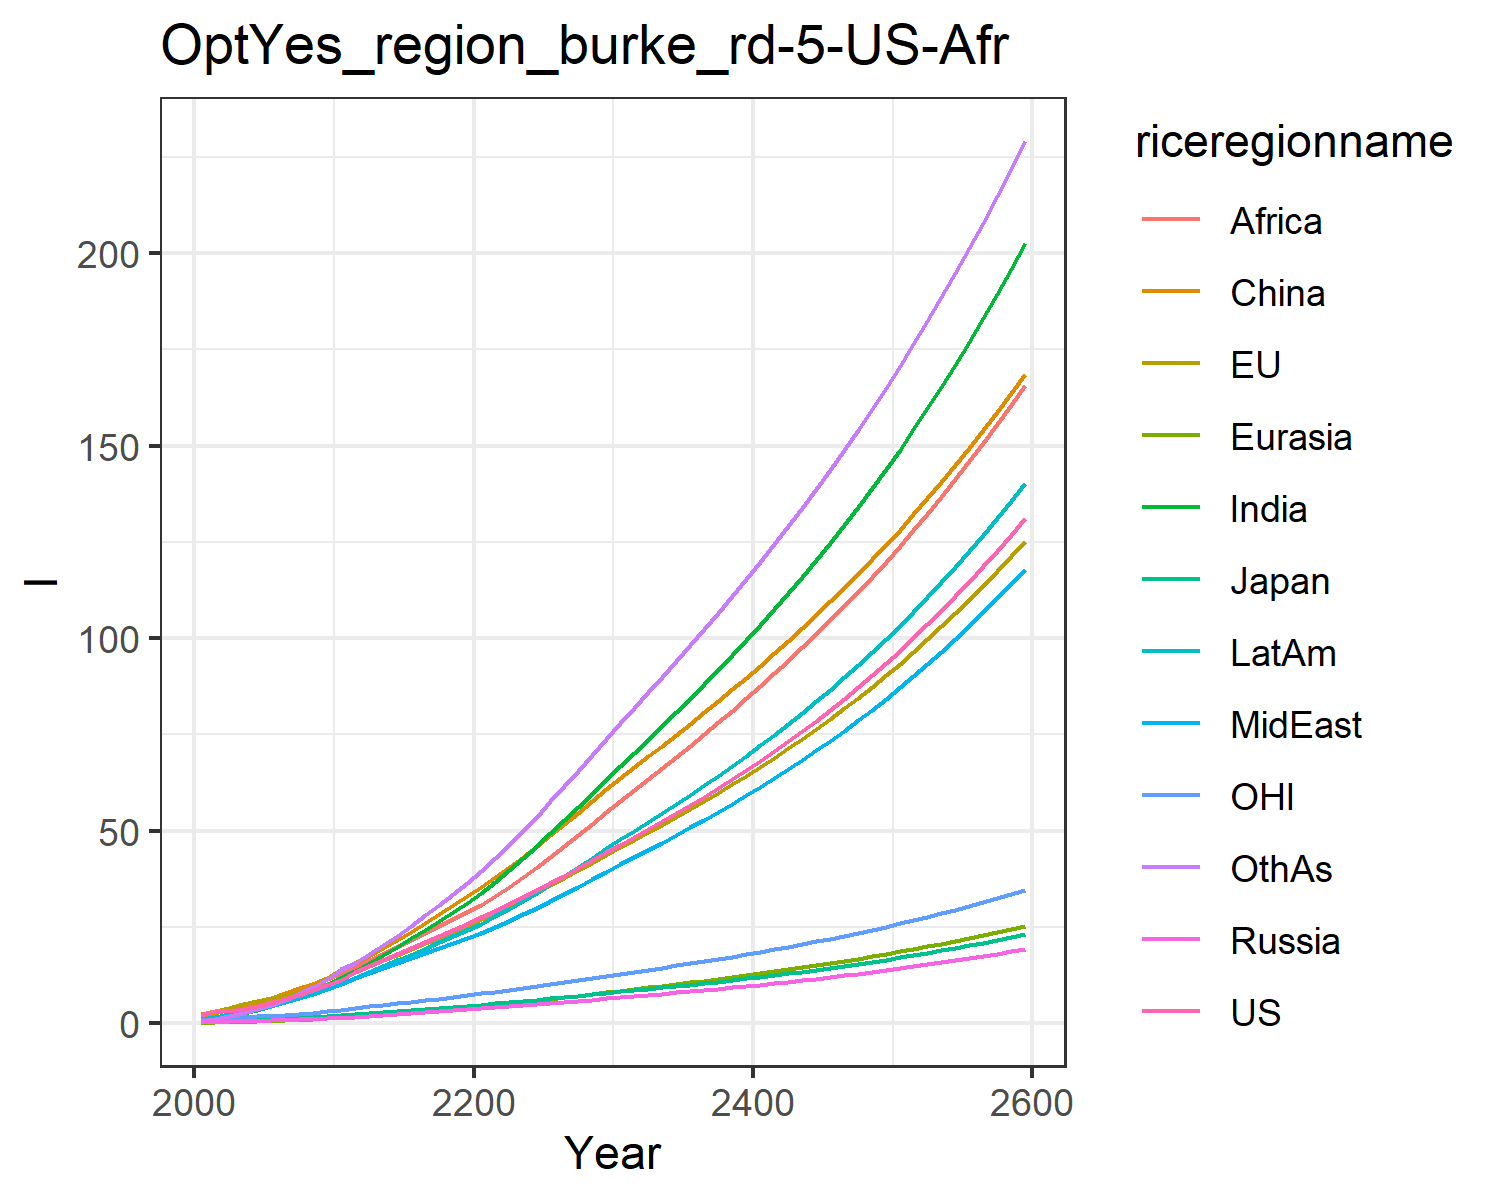 OptYes_region_burke_rd-5-US-Afr
riceregionname
Africa
China
EU
Eurasia
India
Japan
LatAm
MidEast
OHI
OthAs
Russia
US
200
150
100
50
0
I
2000 2200 2400 2600
Year